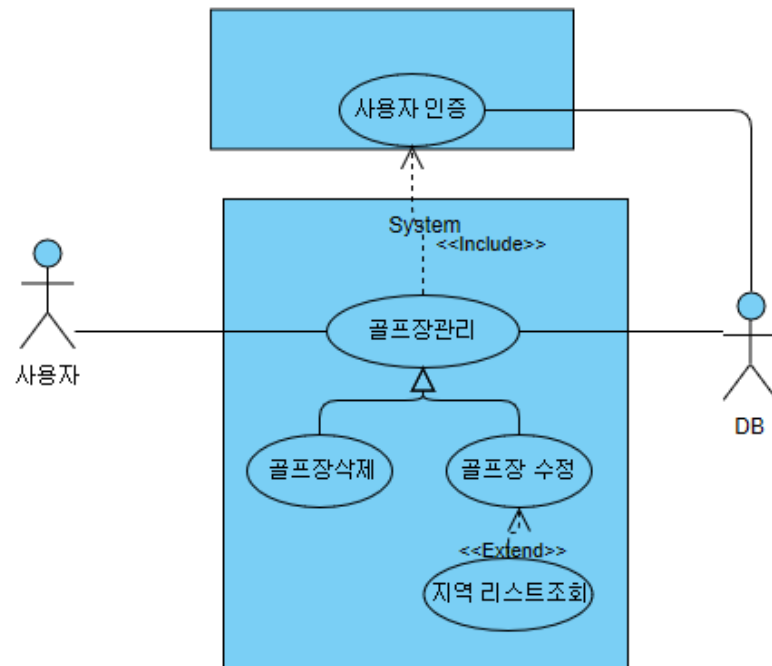 사용자 인증
System
<<Include>>
골프장관리
사용자
DB
골프장삭제
골프장 수정
<<Extend>>
지역 리스트조회